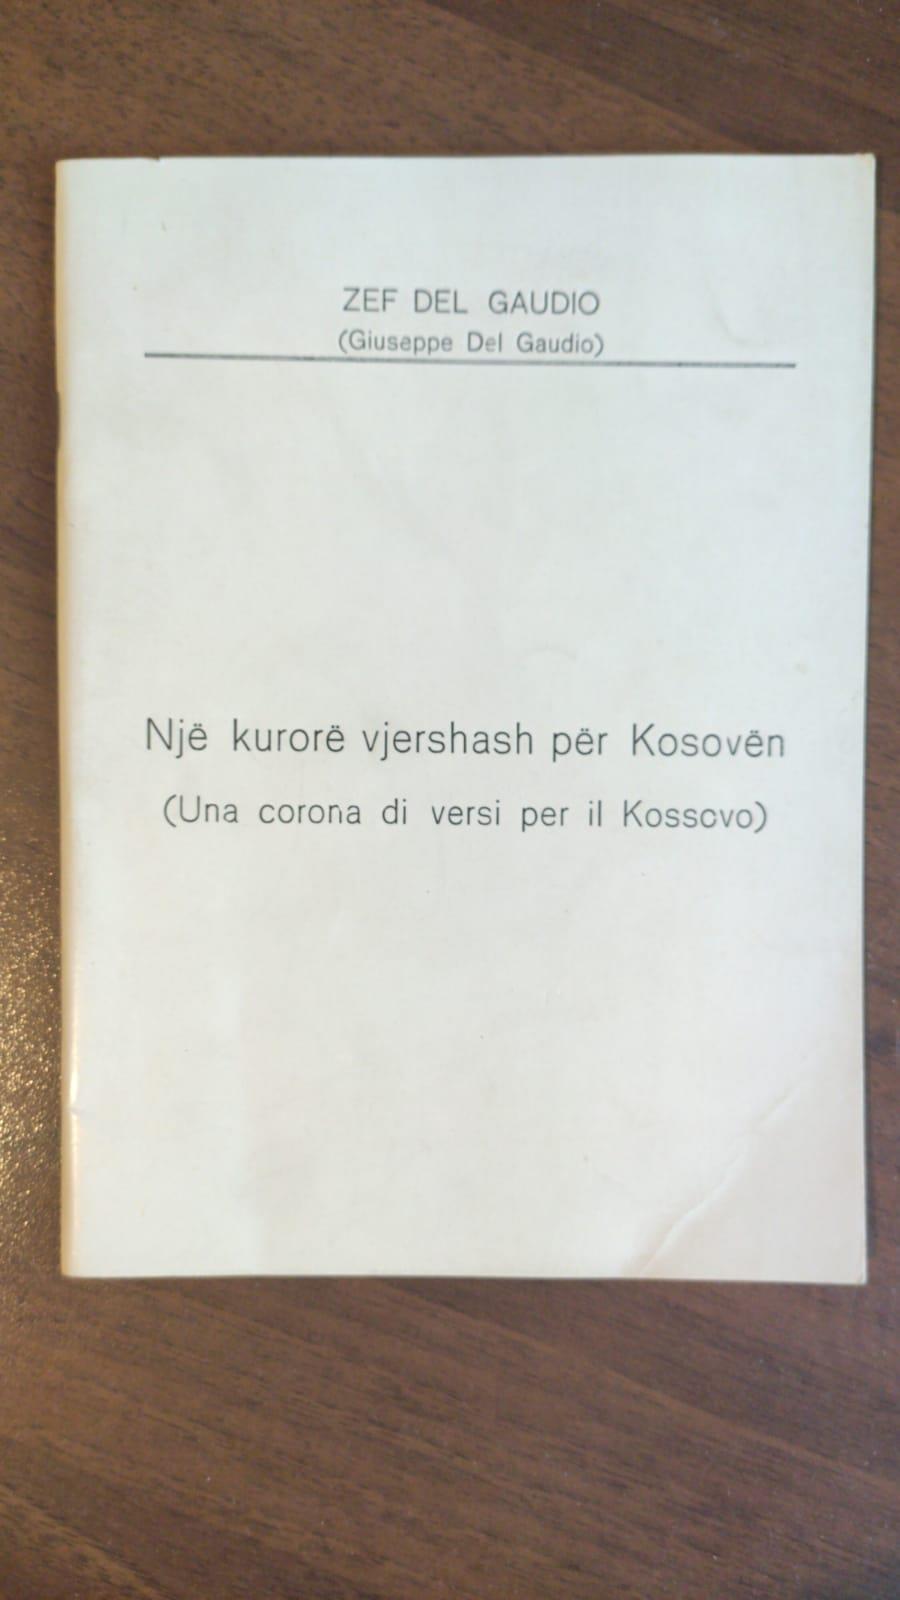 ZEF DEL GAUDIO
(Giuseppe Del Gaudio)
Një kurorë vjershash për Kosovën
(Una corona di versi per il Kossovo)